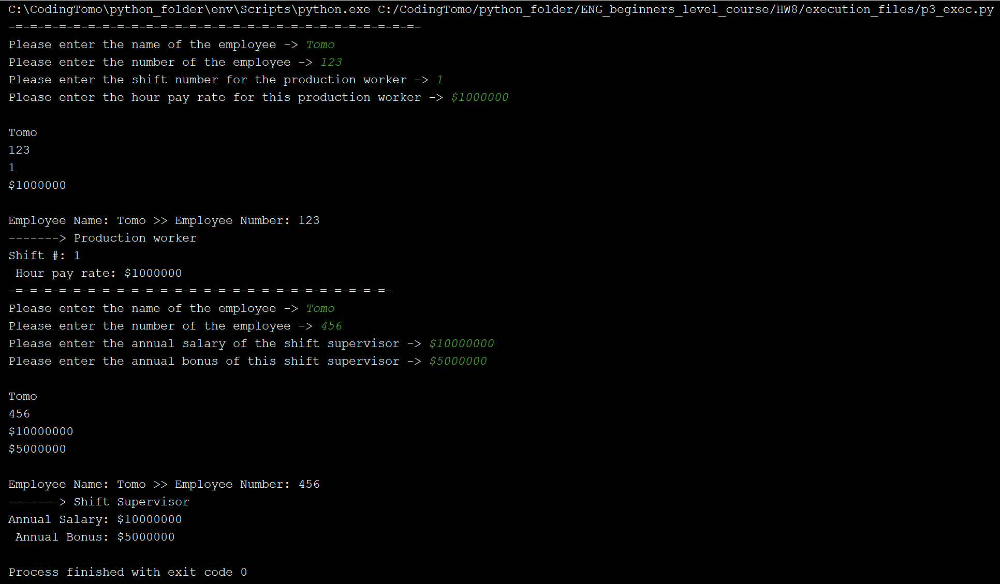 C:\CodingTomo\python_folder\env\Scripts\python.exe C:/CodingTomo/python_folder/ENG_beginners_level_course/HW8/execution_files/p3_exec.py
-=-=-=-=-=-=-=-=-=-=-=-=-=-=-=-=-=-=-=-=-=-=-=-=-=-=-=-=-
Please enter the name of the employee -> Tomo
Please enter the number of the employee -> 123
Please enter the shift number for the production worker -> 1
Please enter the hour pay rate for this production worker -> $1000000
Tomo
123
1
$1000000
Employee Name: Tomo >> Employee Number: 123
-------> Production worker
Shift #: 1
 Hour pay rate: $1000000
-=-=-=-=-=-=-=-=-=-=-=-=-=-=-=-=-=-=-=-=-=-=-=-=-=-=-
Please enter the name of the employee -> Tomo
Please enter the number of the employee -> 456
Please enter the annual salary of the shift supervisor -> $10000000
Please enter the annual bonus of this shift supervisor -> $5000000
Tomo
456
$10000000
$5000000
Employee Name: Tomo >> Employee Number: 456
-------> Shift Supervisor
Annual Salary: $10000000
 Annual Bonus: $5000000
Process finished with exit code 0